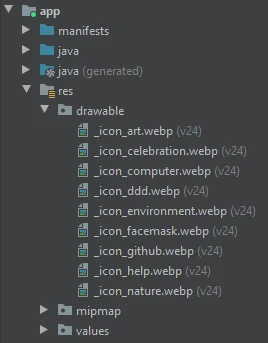 app
manifests
java
java (generated)
res
drawable
_icon_art.webp (v24)
_icon_celebration.webp (v24)
_icon_computer.webp (v24)
_icon_ddd.webp (v24)
_icon_environment.webp (v24)
_icon_facemask.webp (v24)
_icon_github.webp (v24)
_icon_help.webp (v24)
_icon_nature.webp (v24)
mipmap
values